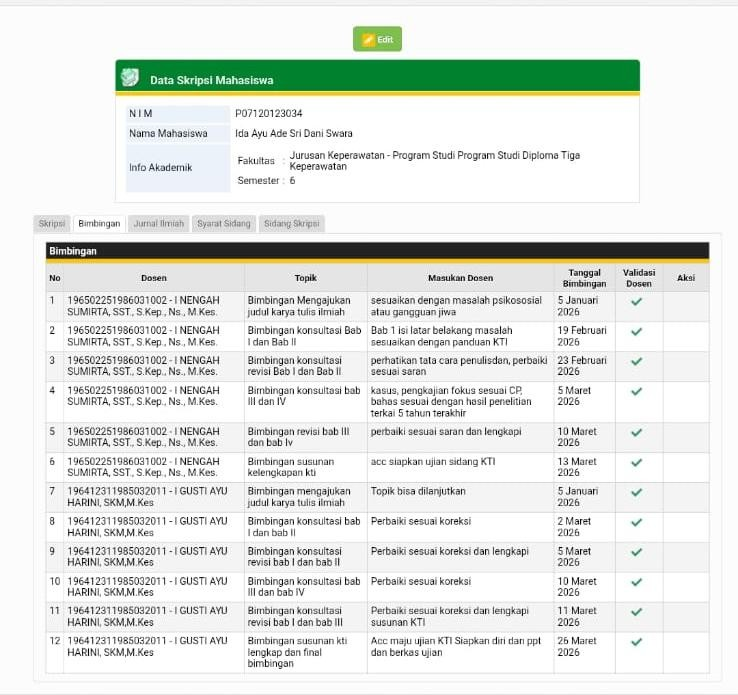 Edit
Data Skripsi Mahasiswa
N I M P07120123034
Nama Mahasiswa Ida Ayu Ade Sri Dani Swara
Info Akademik
Fakultas : Jurusan Keperawatan - Program Studi Program Studi Diploma Tiga
Keperawatan
Semester : 6
Skripsi Bimbingan Jurnal Ilmiah Syarat Sidang Sidang Skripsi
Bimbingan
No Dosen Topik Masukan Dosen Tanggal Bimbingan Validasi Dosen Aksi
1 196502251986031002 - I NENGAH Bimbingan Mengajukan sesuaikan dengan masalah psikososial 5 Januari
SUMIRTA, SST., S.Kep., Ns., M.Kes. judul karya tulis ilmiah atau gangguan jiwa 2026
2 196502251986031002 - I NENGAH Bimbingan konsultasi Bab Bab 1 isi latar belakang masalah 19 Februari
SUMIRTA, SST., S.Kep., Ns., M.Kes. I dan Bab II sesuaikan dengan panduan KTI 2026
3 196502251986031002 - I NENGAH Bimbingan konsultasi perhatikan tata cara penulisdan, perbaiki 23 Februari
SUMIRTA, SST., S.Kep., Ns., M.Kes. revisi Bab I dan Bab II sesuai saran 2026
4 196502251986031002 - I NENGAH Bimbingan konsultasi bab kasus, pengkajian fokus sesuai CP, 5 Maret
SUMIRTA, SST., S.Kep., Ns., M.Kes. III dan IV bahas sesuai dengan hasil penelitian 2026
terkai 5 tahun terakhir
5 196502251986031002 - I NENGAH Bimbingan revisi bab III perbaiki sesuai saran dan lengkapi 10 Maret
SUMIRTA, SST., S.Kep., Ns., M.Kes. dan bab Iv 2026
6 196502251986031002 - I NENGAH Bimbingan susunan acc siapkan ujian sidang KTI 13 Maret
SUMIRTA, SST., S.Kep., Ns., M.Kes. kelengkapan kti 2026
7 196412311985032011 - I GUSTI AYU Bimbingan mengajukan Topik bisa dilanjutkan 5 Januari
HARINI, SKM,M.Kes judul karya tulis ilmiah 2026
8 196412311985032011 - I GUSTI AYU Bimbingan konsultasi bab Perbaiki sesuai koreksi 2 Maret
HARINI, SKM,M.Kes I dan bab II 2026
9 196412311985032011 - I GUSTI AYU Bimbingan konsultasi Perbaiki sesuai koreksi dan lengkapi 5 Maret
HARINI, SKM,M.Kes revisi bab I dan bab II 2026
10 196412311985032011 - I GUSTI AYU Bimbingan konsultasi bab Perbaiki sesuai koreksi 10 Maret
HARINI, SKM,M.Kes III dan bab IV 2026
11 196412311985032011 - I GUSTI AYU Bimbingan konsultasi Perbaiki sesuai koreksi dan lengkapi 11 Maret
HARINI, SKM,M.Kes revisi bab I dan bab III susunan KTI 2026
12 196412311985032011 - I GUSTI AYU Bimbingan susunan kti Acc maju ujian KTI Siapkan diri dan ppt 26 Maret
HARINI, SKM,M.Kes lengkap dan final dan berkas ujian 2026
bimbingan